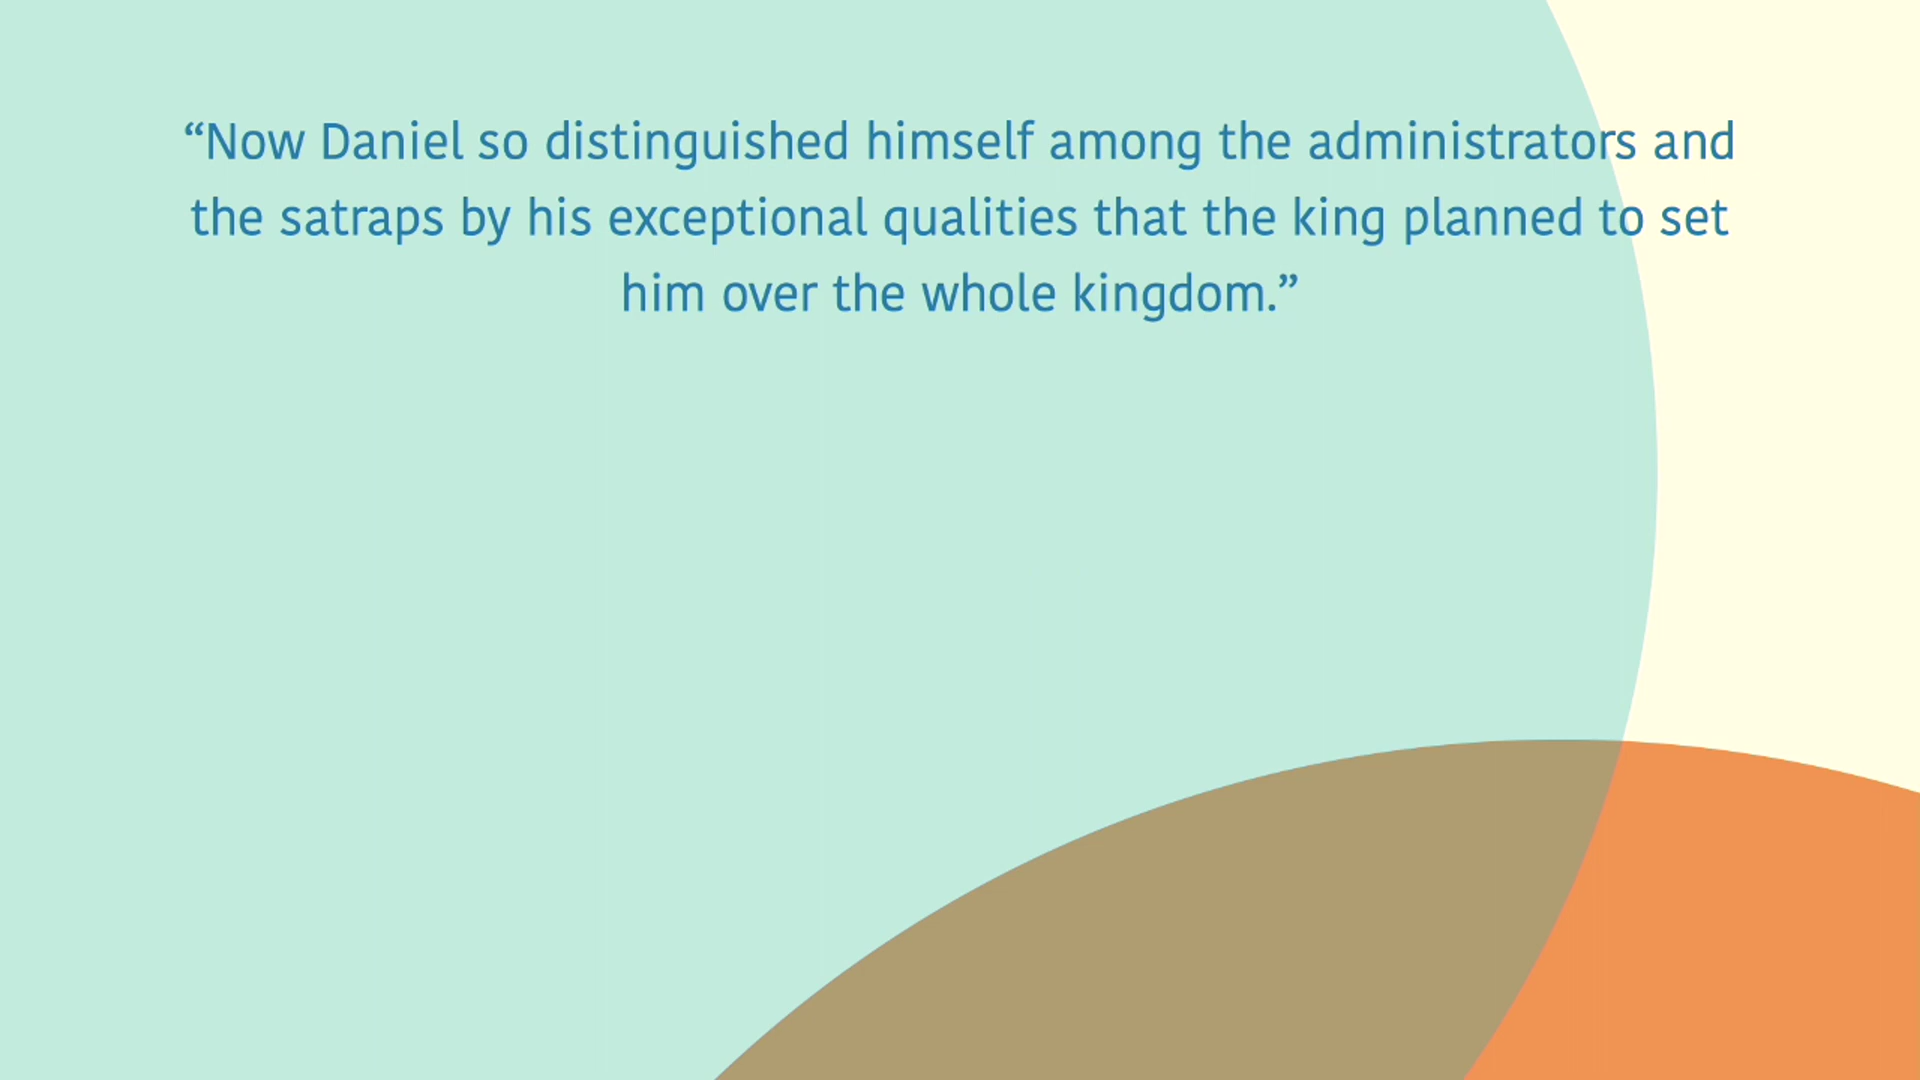 “Now Daniel so distinguished himself among the administrators and
the satraps by his exceptional qualities that the king planned to set
him over the whole kingdom.”